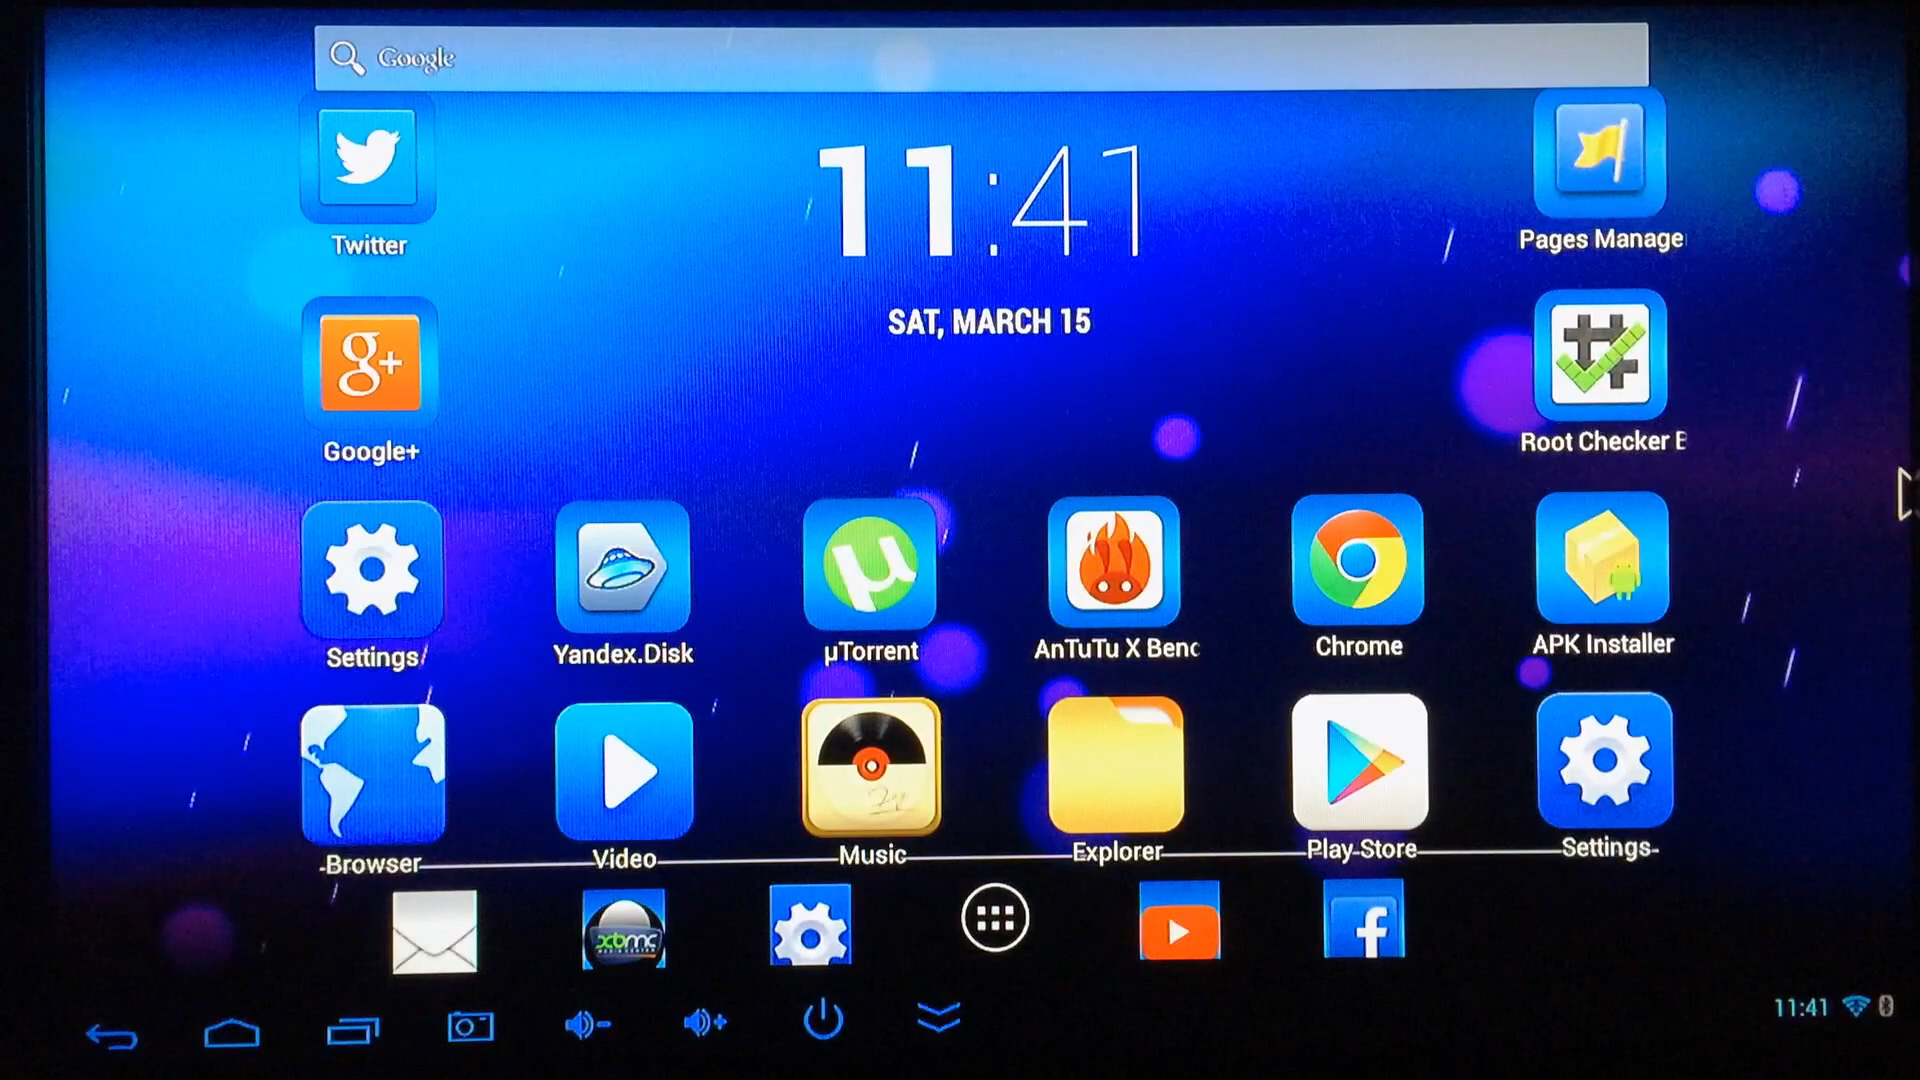 Google
11:41
SAT, MARCH 15
Twitter
Pages Manage
Google+
Root Checker B
Settings
Yandex.Disk
µTorrent
AnTuTu X Benc
Chrome
APK Installer
Browser
Video
Music
Explorer
Play Store
Settings
xbmc
11:41